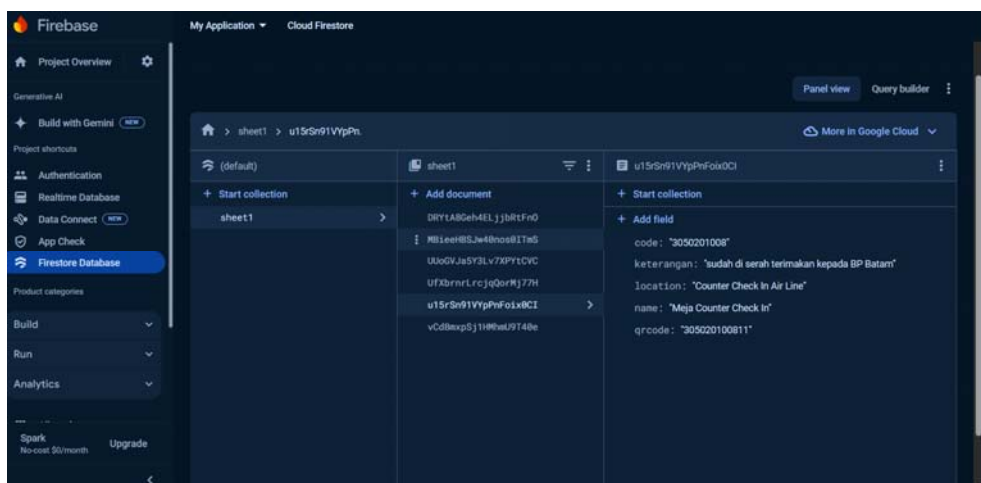 Firebase
My Application
Cloud Firestore
Project Overview
Generative AI
Build with Gemini NEW
Project shortcuts
Authentication
Realtime Database
Data Connect NEW
App Check
Firestore Database
Product categories
Build
Run
Analytics
Spark
No-cost $0/month
Upgrade
Panel view
Query builder
sheet1 > u15rSn91VYpPn.
More in Google Cloud
(default)
+ Start collection
sheet1
sheet1
+ Add document
DRYtABGeh4ELjjbRtFnO
MBieeHBSJw40nos0ITmS
UUoGVJaSY3Lv7XPYtCVC
UfXbrnrLrcjqQorMj77H
u15rSn91VYpPnFoix0CI
vCdBmxpSj1HMhmU9T40e
u15rSn91VYpPnFoix0CI
+ Start collection
+ Add field
code: "3050201008"
keterangan: "sudah di serah terimakan kepada BP Batam"
location: "Counter Check In Air Line"
name: "Meja Counter Check In"
qrcode: "305020100811"